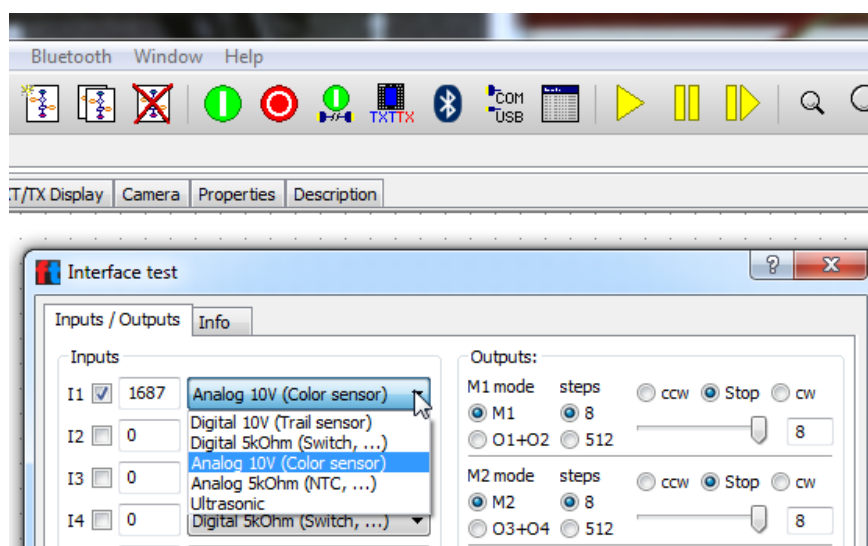 Bluetooth Window Help
TXTTX
COM
USB
T/TX Display Camera Properties Description
ft Interface test
Inputs / Outputs Info
Inputs
Outputs:
I1 1687 Analog 10V (Color sensor)
M1 mode steps ccw Stop cw
M1 8
O1+O2 512 8
I2 0
Digital 10V (Trail sensor)
Digital 5kOhm (Switch, ...)
I3 0
Analog 10V (Color sensor)
Analog 5kOhm (NTC, ...)
Ultrasonic
M2 mode steps ccw Stop cw
M2 8
O3+O4 512 8
I4 0 Digital 5kOhm (Switch, ...)